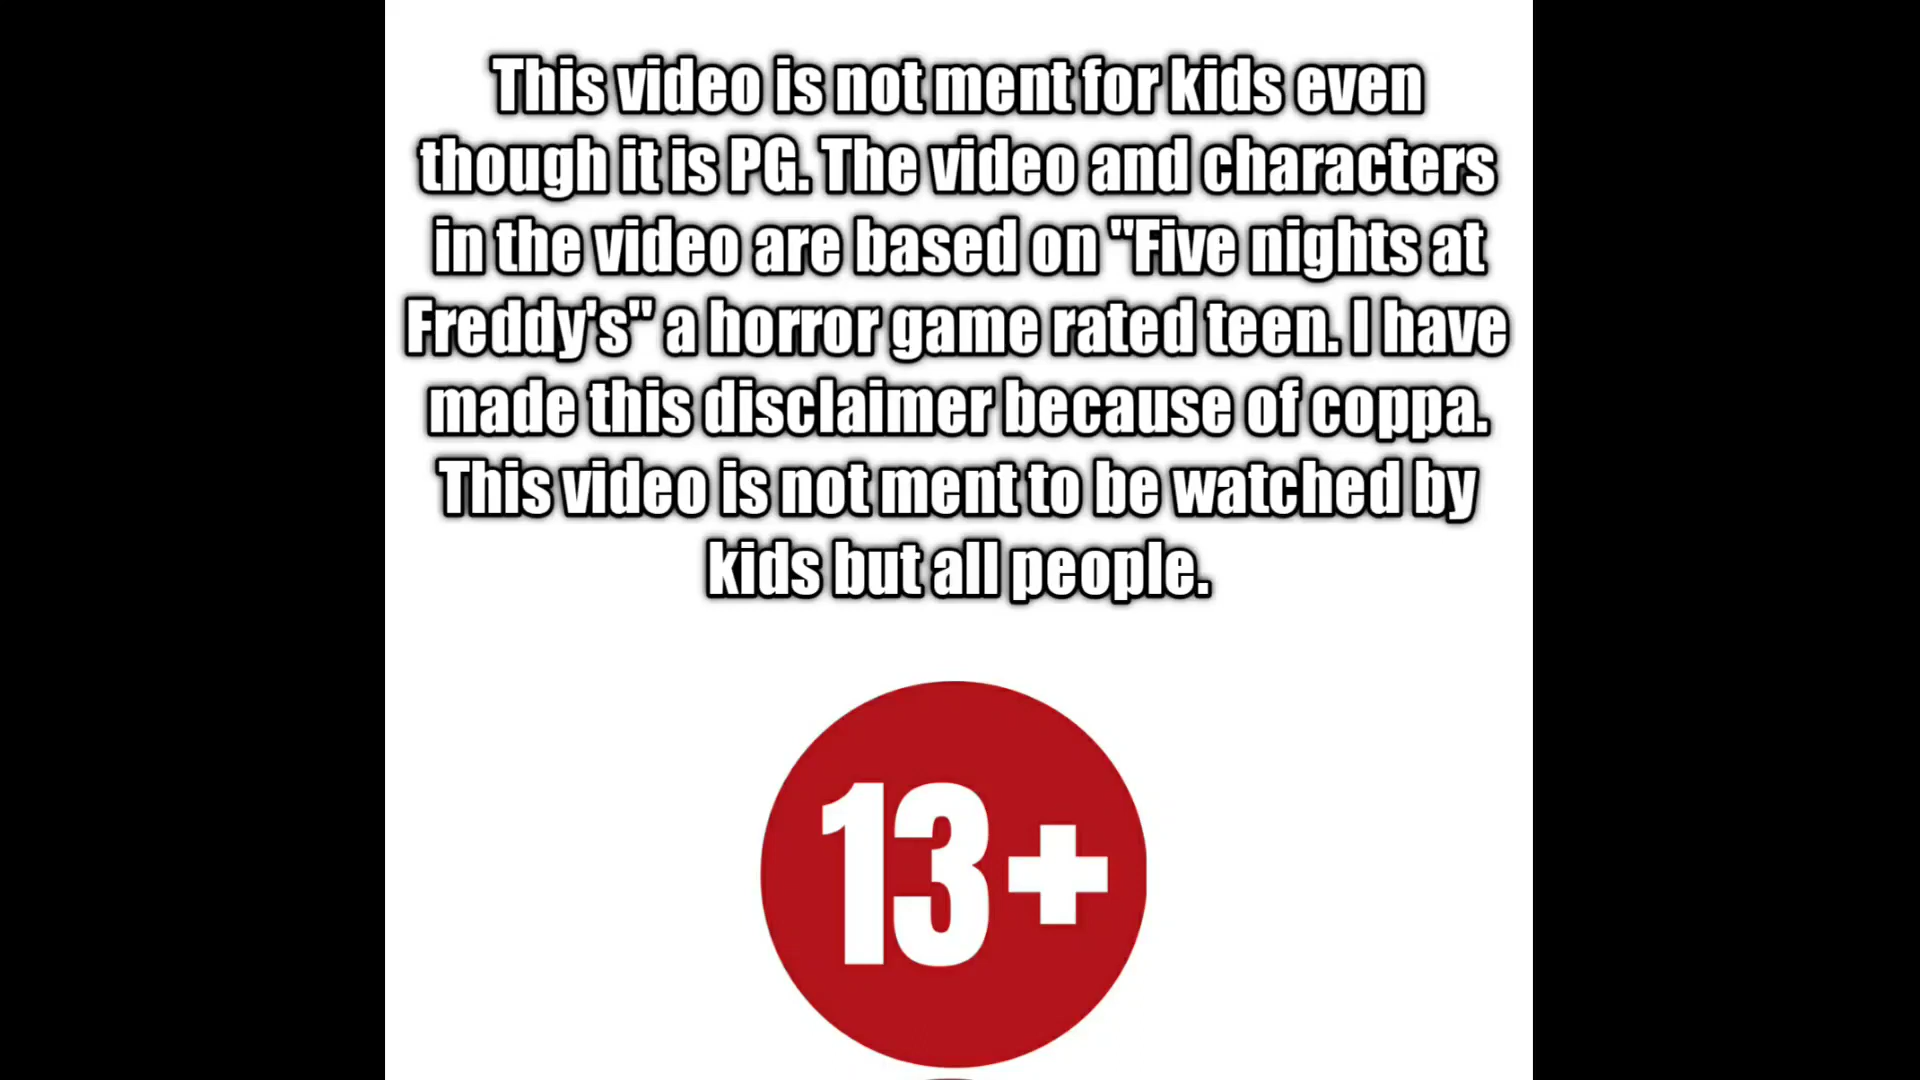 This video is not ment for kids even
though it is PG. The video and characters
in the video are based on "Five nights at
Freddy's" a horror game rated teen. I have
made this disclaimer because of coppa.
This video is not ment to be watched by
kids but all people.
13+